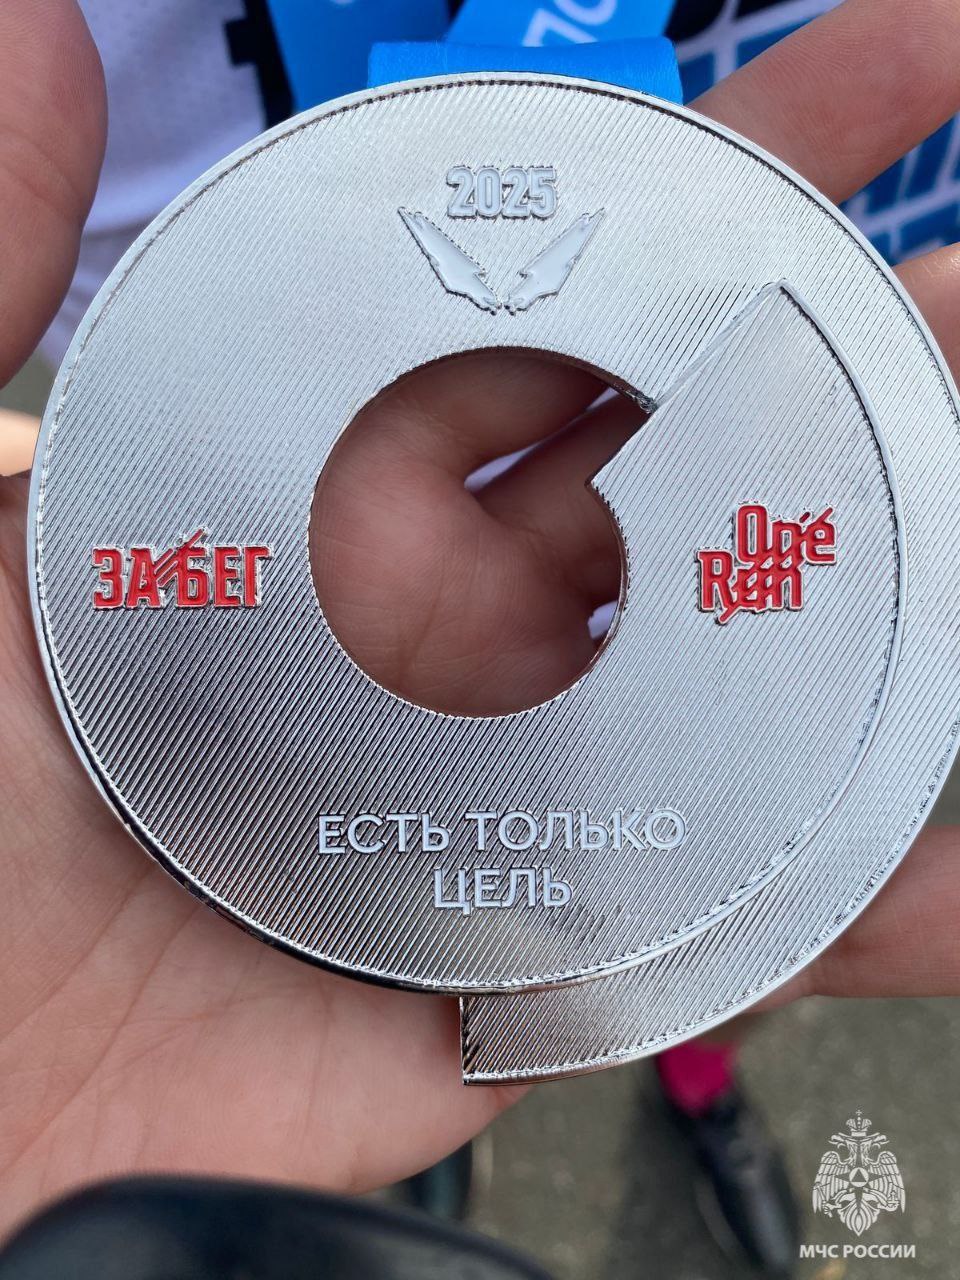 2025
ЗАБЕГ
One
Run
ЕСТЬ ТОЛЬКО
ЦЕЛЬ
МЧС РОССИИ